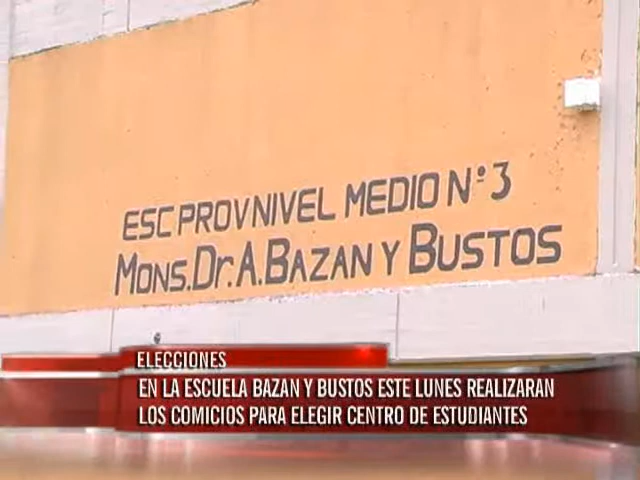 ESC PROV NIVEL MEDIO Nº 3
MONS. Dr. A. BAZAN Y BUSTOS
ELECCIONES
EN LA ESCUELA BAZAN Y BUSTOS ESTE LUNES REALIZARAN
LOS COMICIOS PARA ELEGIR CENTRO DE ESTUDIANTES